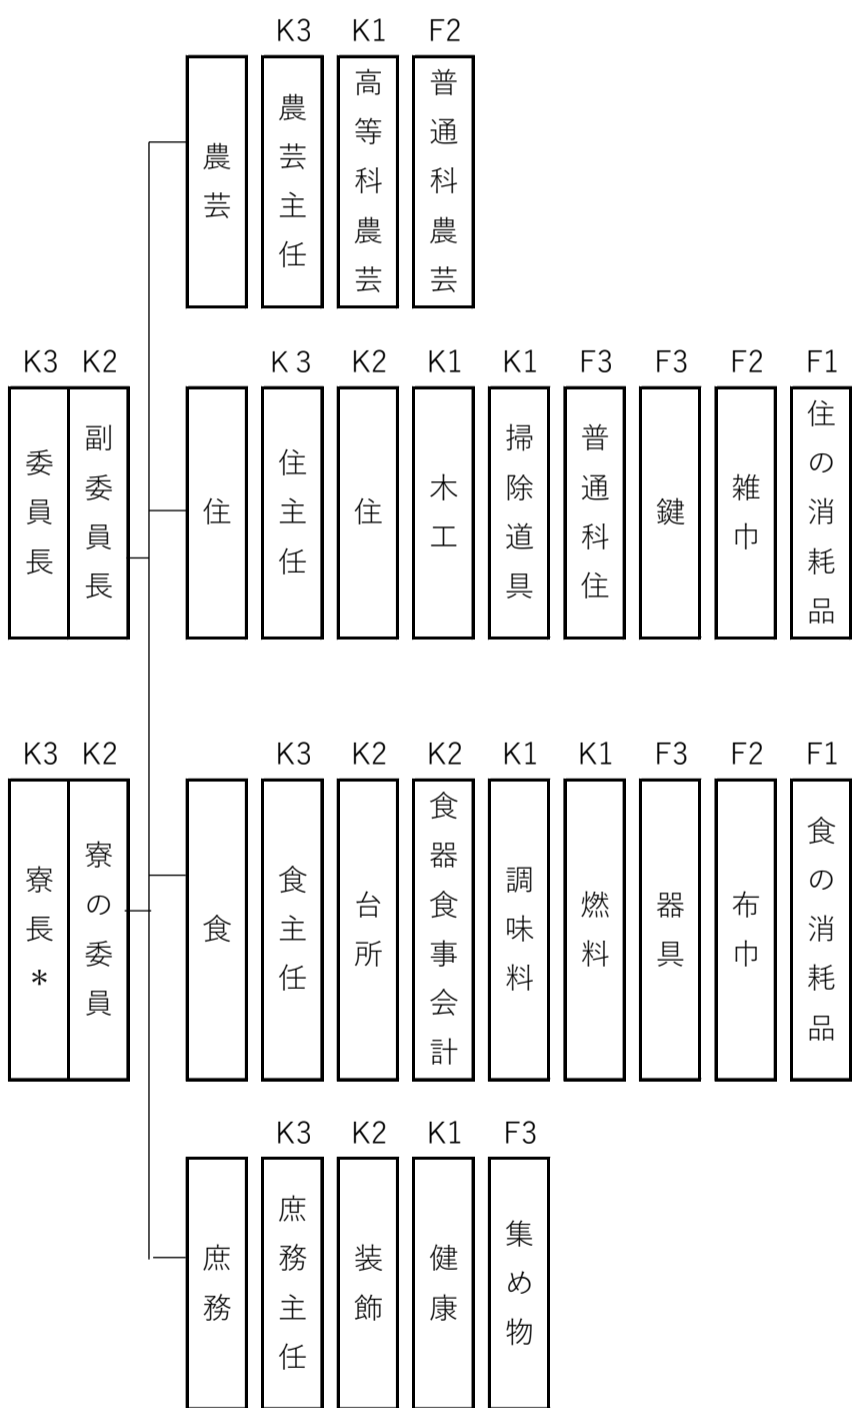 K3 K1 F2
農芸
農芸主任
高等科農芸
普通科農芸
K3 K2
委員長
副委員長
K３ K2 K1 K1 F3 F3 F2 F1
住
住主任
住
木工
掃除道具
普通科住
鍵
雑巾
住の消耗品
K3 K2
寮長＊
寮の委員
K3 K2 K2 K1 K1 F3 F2 F1
食
食主任
台所
食器食事会計
調味料
燃料
器具
布巾
食の消耗品
K3 K2 K1 F3
庶務
庶務主任
装飾
健康
集め物